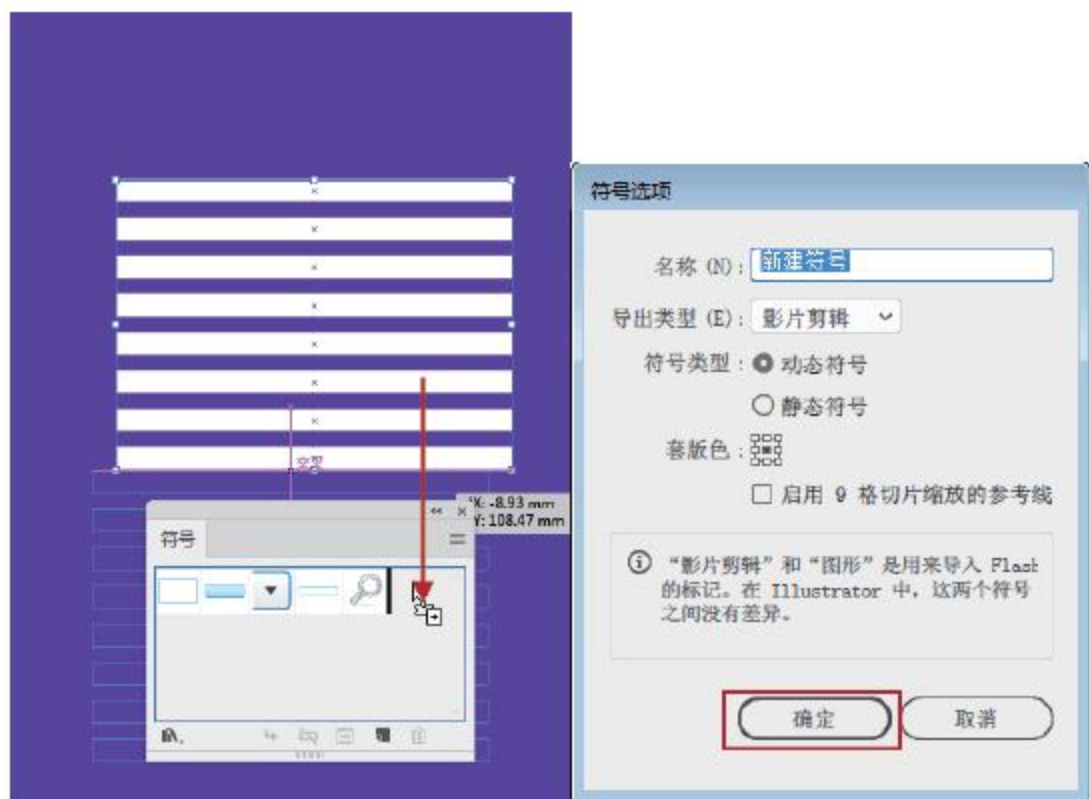 符号
X: -8.93 mm
Y: 108.47 mm
符号选项
名称 (N): 新建符号
导出类型 (E): 影片剪辑
符号类型: 动态符号
静态符号
套版色:
启用 9 格切片缩放的参考线
“影片剪辑”和“图形”是用来导入 Flash
的标记。在 Illustrator 中，这两个符号
之间没有差异。
确定
取消